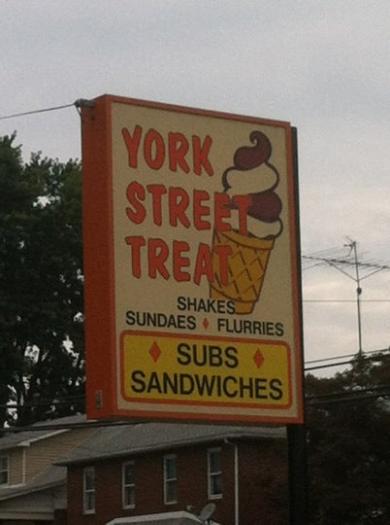 YORK
STREET
TREAT
SHAKES
SUNDAES ♦ FLURRIES
♦ SUBS ♦
SANDWICHES